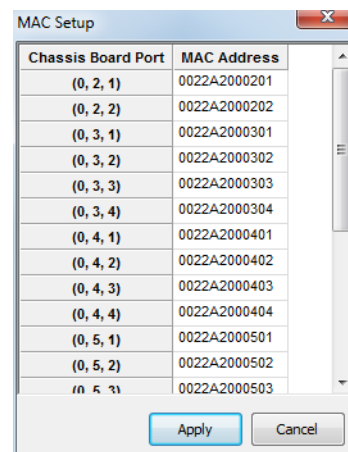 MAC Setup
Chassis Board Port MAC Address
(0, 2, 1) 0022A2000201
(0, 2, 2) 0022A2000202
(0, 3, 1) 0022A2000301
(0, 3, 2) 0022A2000302
(0, 3, 3) 0022A2000303
(0, 3, 4) 0022A2000304
(0, 4, 1) 0022A2000401
(0, 4, 2) 0022A2000402
(0, 4, 3) 0022A2000403
(0, 4, 4) 0022A2000404
(0, 5, 1) 0022A2000501
(0, 5, 2) 0022A2000502
(0, 5, 3) 0022A2000503
Apply Cancel